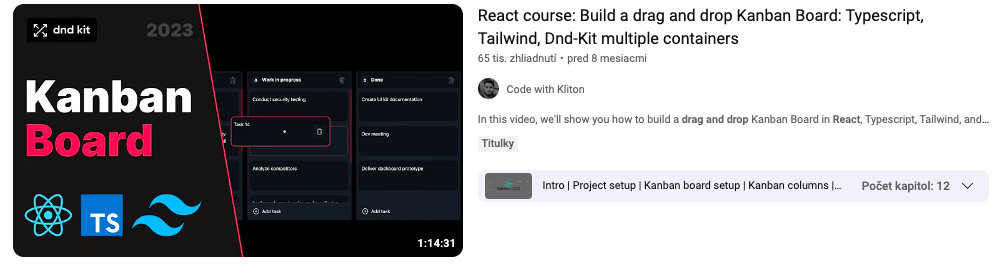 dnd kit
2023
Kanban
Board
TS
Work in progress
Conduct security testing
Task 14
Analyze competitors
Add task
Done
Create UI kit documentation
Dev meeting
Deliver dashboard prototype
Add task
1:14:31
React course: Build a drag and drop Kanban Board: Typescript,
Tailwind, Dnd-Kit multiple containers
65 tis. zhliadnutí • pred 8 mesiacmi
Code with Kliton
In this video, we'll show you how to build a drag and drop Kanban Board in React, Typescript, Tailwind, and...
Titulky
Intro | Project setup | Kanban board setup | Kanban columns |...
Počet kapitol: 12